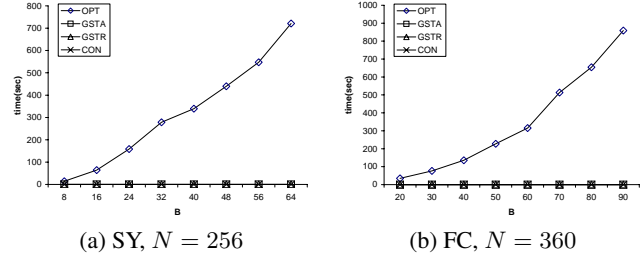 800
700
600
500
400
300
200
100
0
time(sec)
OPT
GSTA
GSTR
CON
8 16 24 32 40 48 56 64
B
(a) SY, N = 256
1000
900
800
700
600
500
400
300
200
100
0
time(sec)
OPT
GSTA
GSTR
CON
20 30 40 50 60 70 80 90
B
(b) FC, N = 360